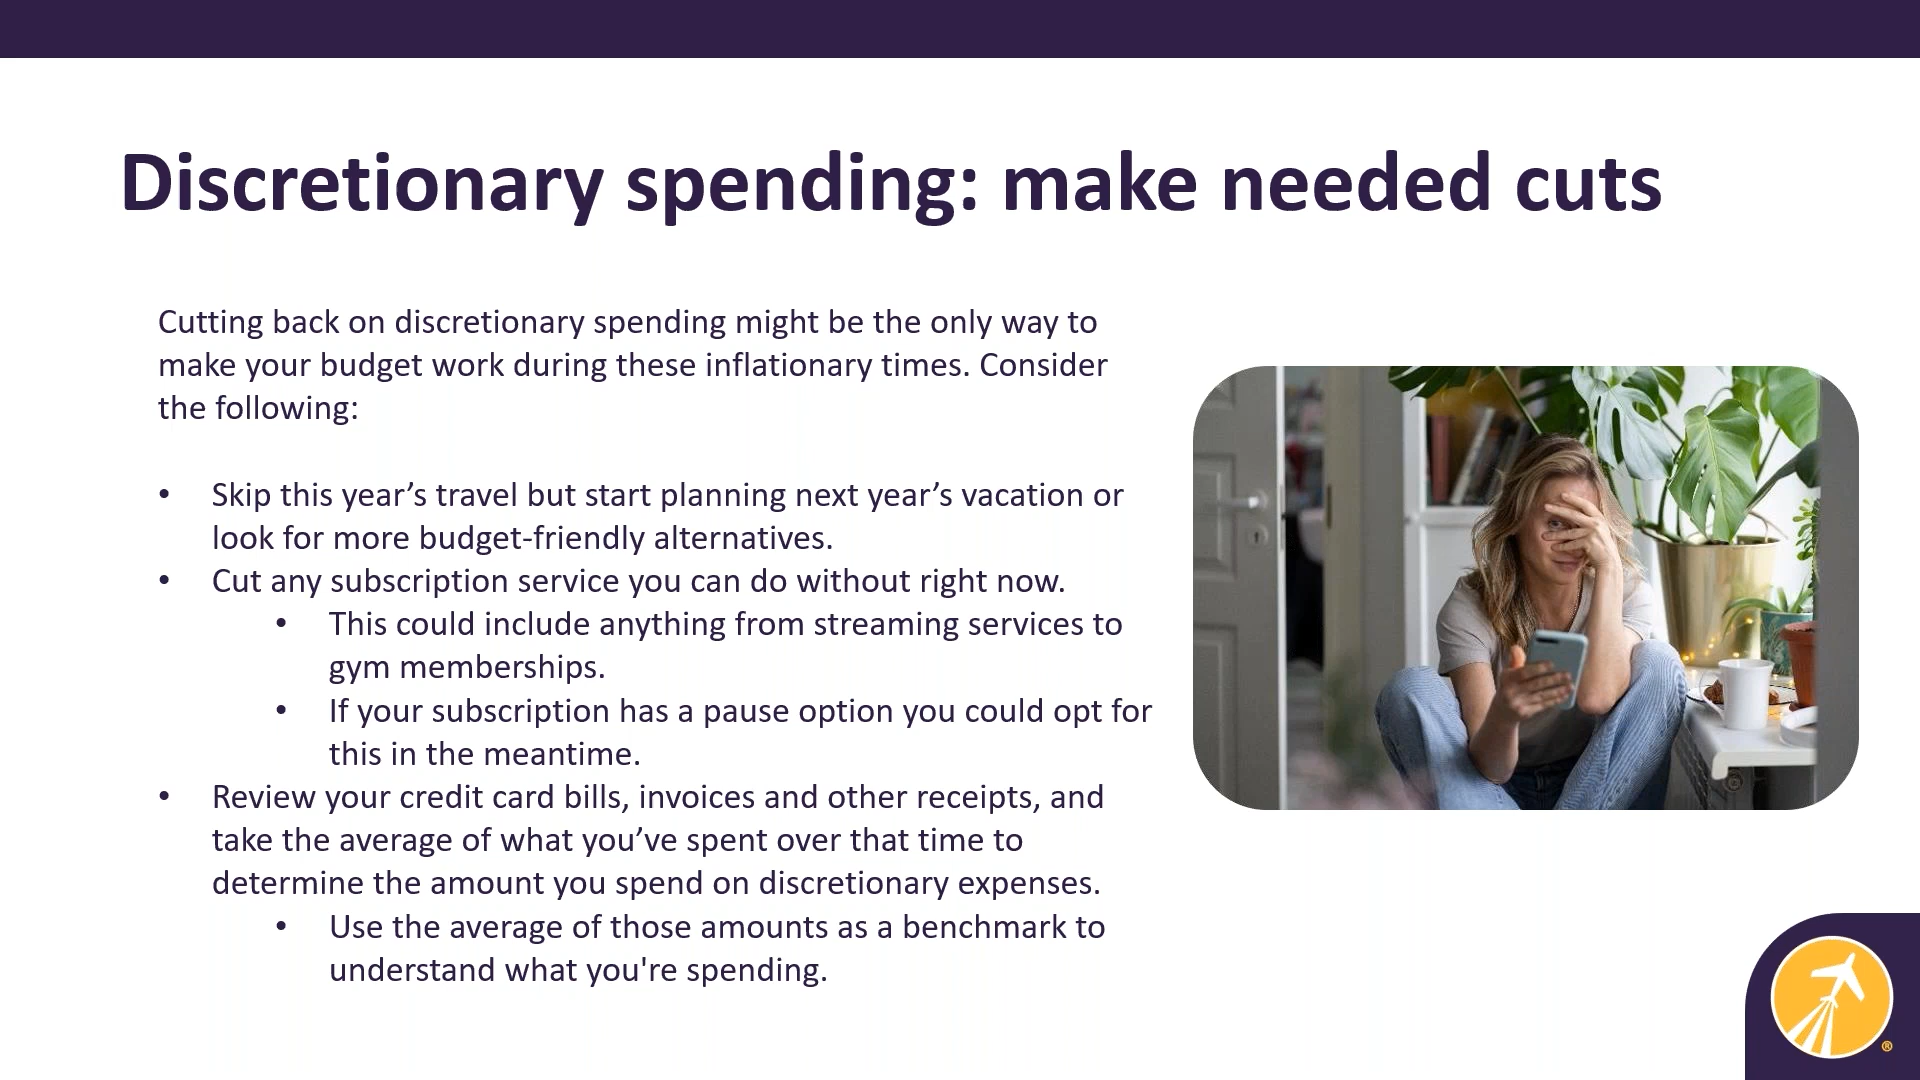 Discretionary spending: make needed cuts
Cutting back on discretionary spending might be the only way to
make your budget work during these inflationary times. Consider
the following:
• Skip this year’s travel but start planning next year’s vacation or
look for more budget-friendly alternatives.
• Cut any subscription service you can do without right now.
• This could include anything from streaming services to
gym memberships.
• If your subscription has a pause option you could opt for
this in the meantime.
• Review your credit card bills, invoices and other receipts, and
take the average of what you’ve spent over that time to
determine the amount you spend on discretionary expenses.
• Use the average of those amounts as a benchmark to
understand what you're spending.
®